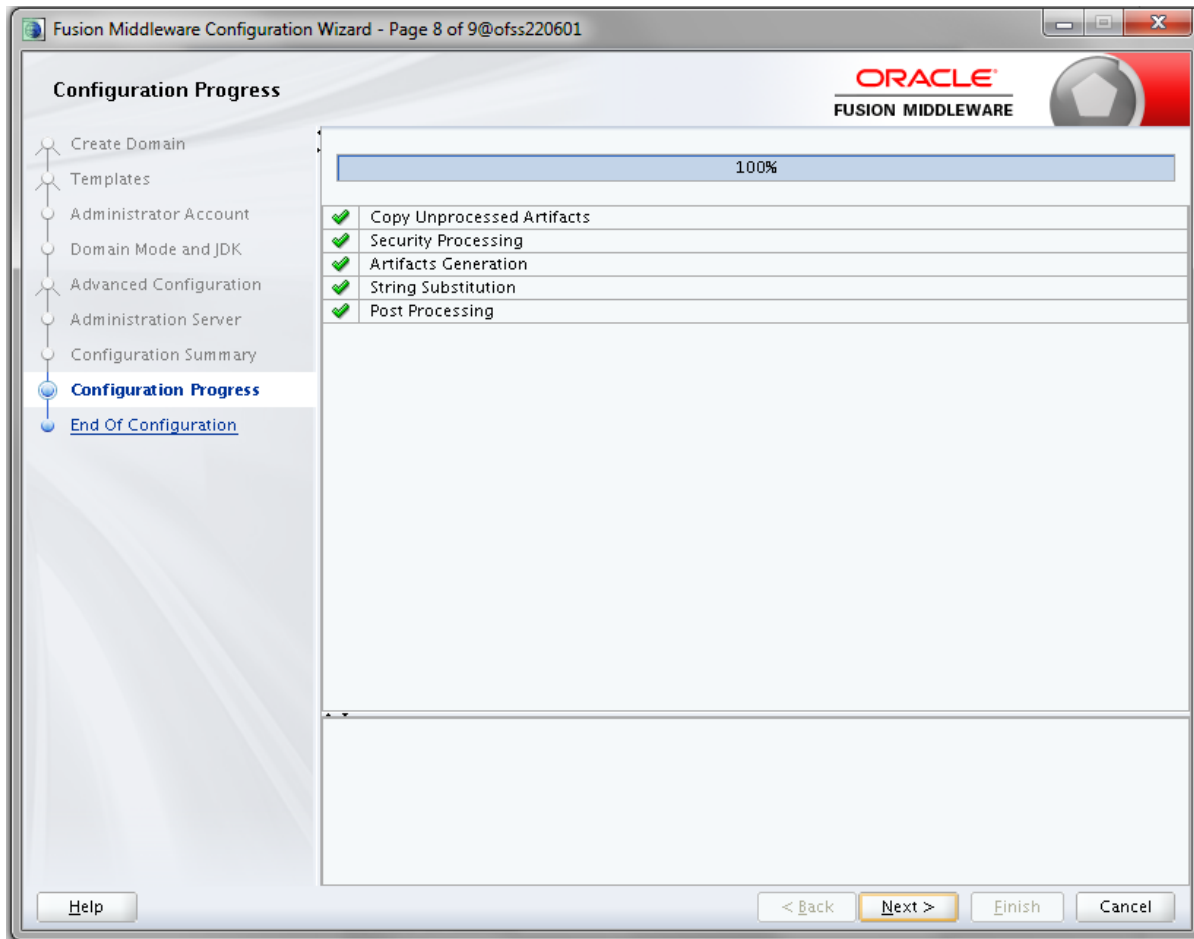 Fusion Middleware Configuration Wizard - Page 8 of 9@ofss220601
Configuration Progress
ORACLE
FUSION MIDDLEWARE
Create Domain
Templates
Administrator Account
Domain Mode and JDK
Advanced Configuration
Administration Server
Configuration Summary
Configuration Progress
End Of Configuration
100%
Copy Unprocessed Artifacts
Security Processing
Artifacts Generation
String Substitution
Post Processing
Help
< Back
Next >
Finish
Cancel